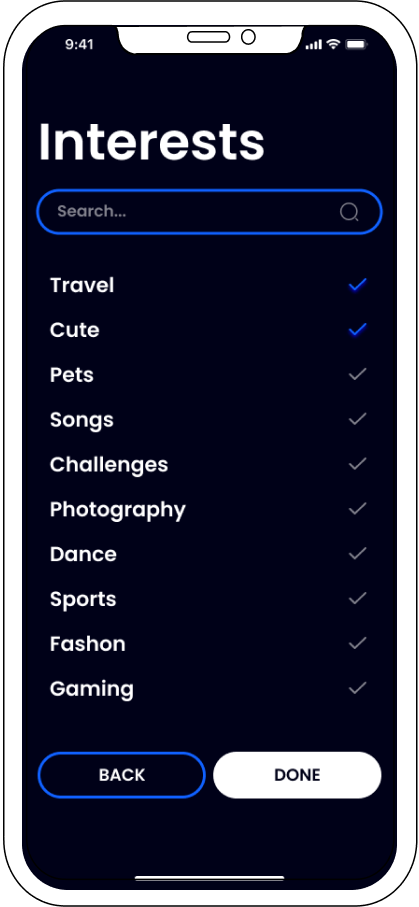 9:41
Interests
Search...
Travel
Cute
Pets
Songs
Challenges
Photography
Dance
Sports
Fashon
Gaming
BACK DONE